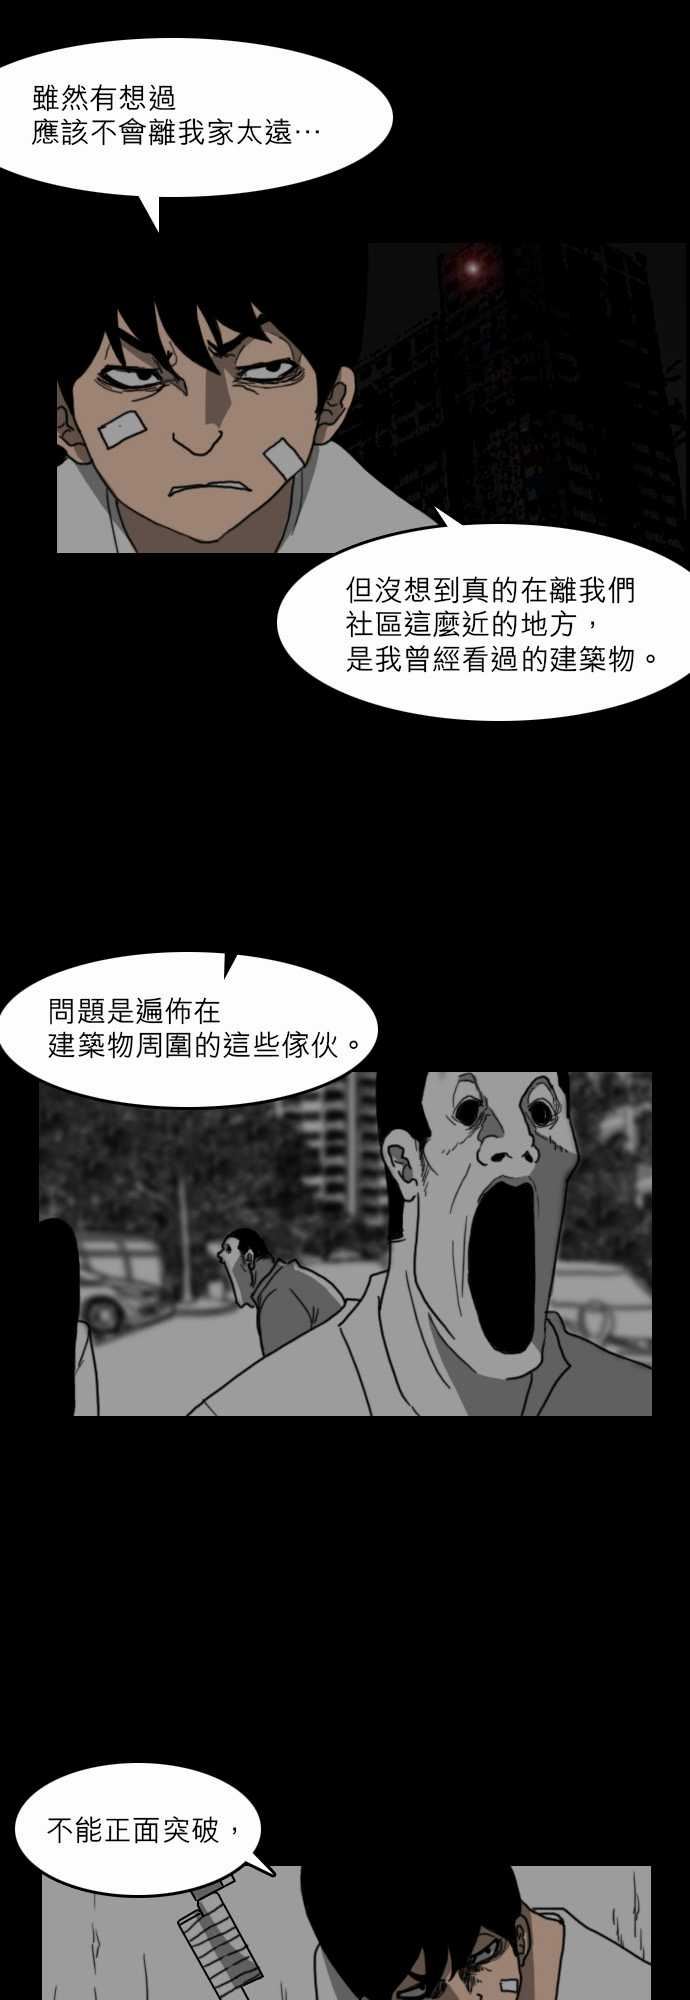 雖然有想過
應該不會離我家太遠⋯
但沒想到真的在離我們
社區這麼近的地方，
是我曾經看過的建築物。
問題是遍佈在
建築物周圍的這些傢伙。
不能正面突破，